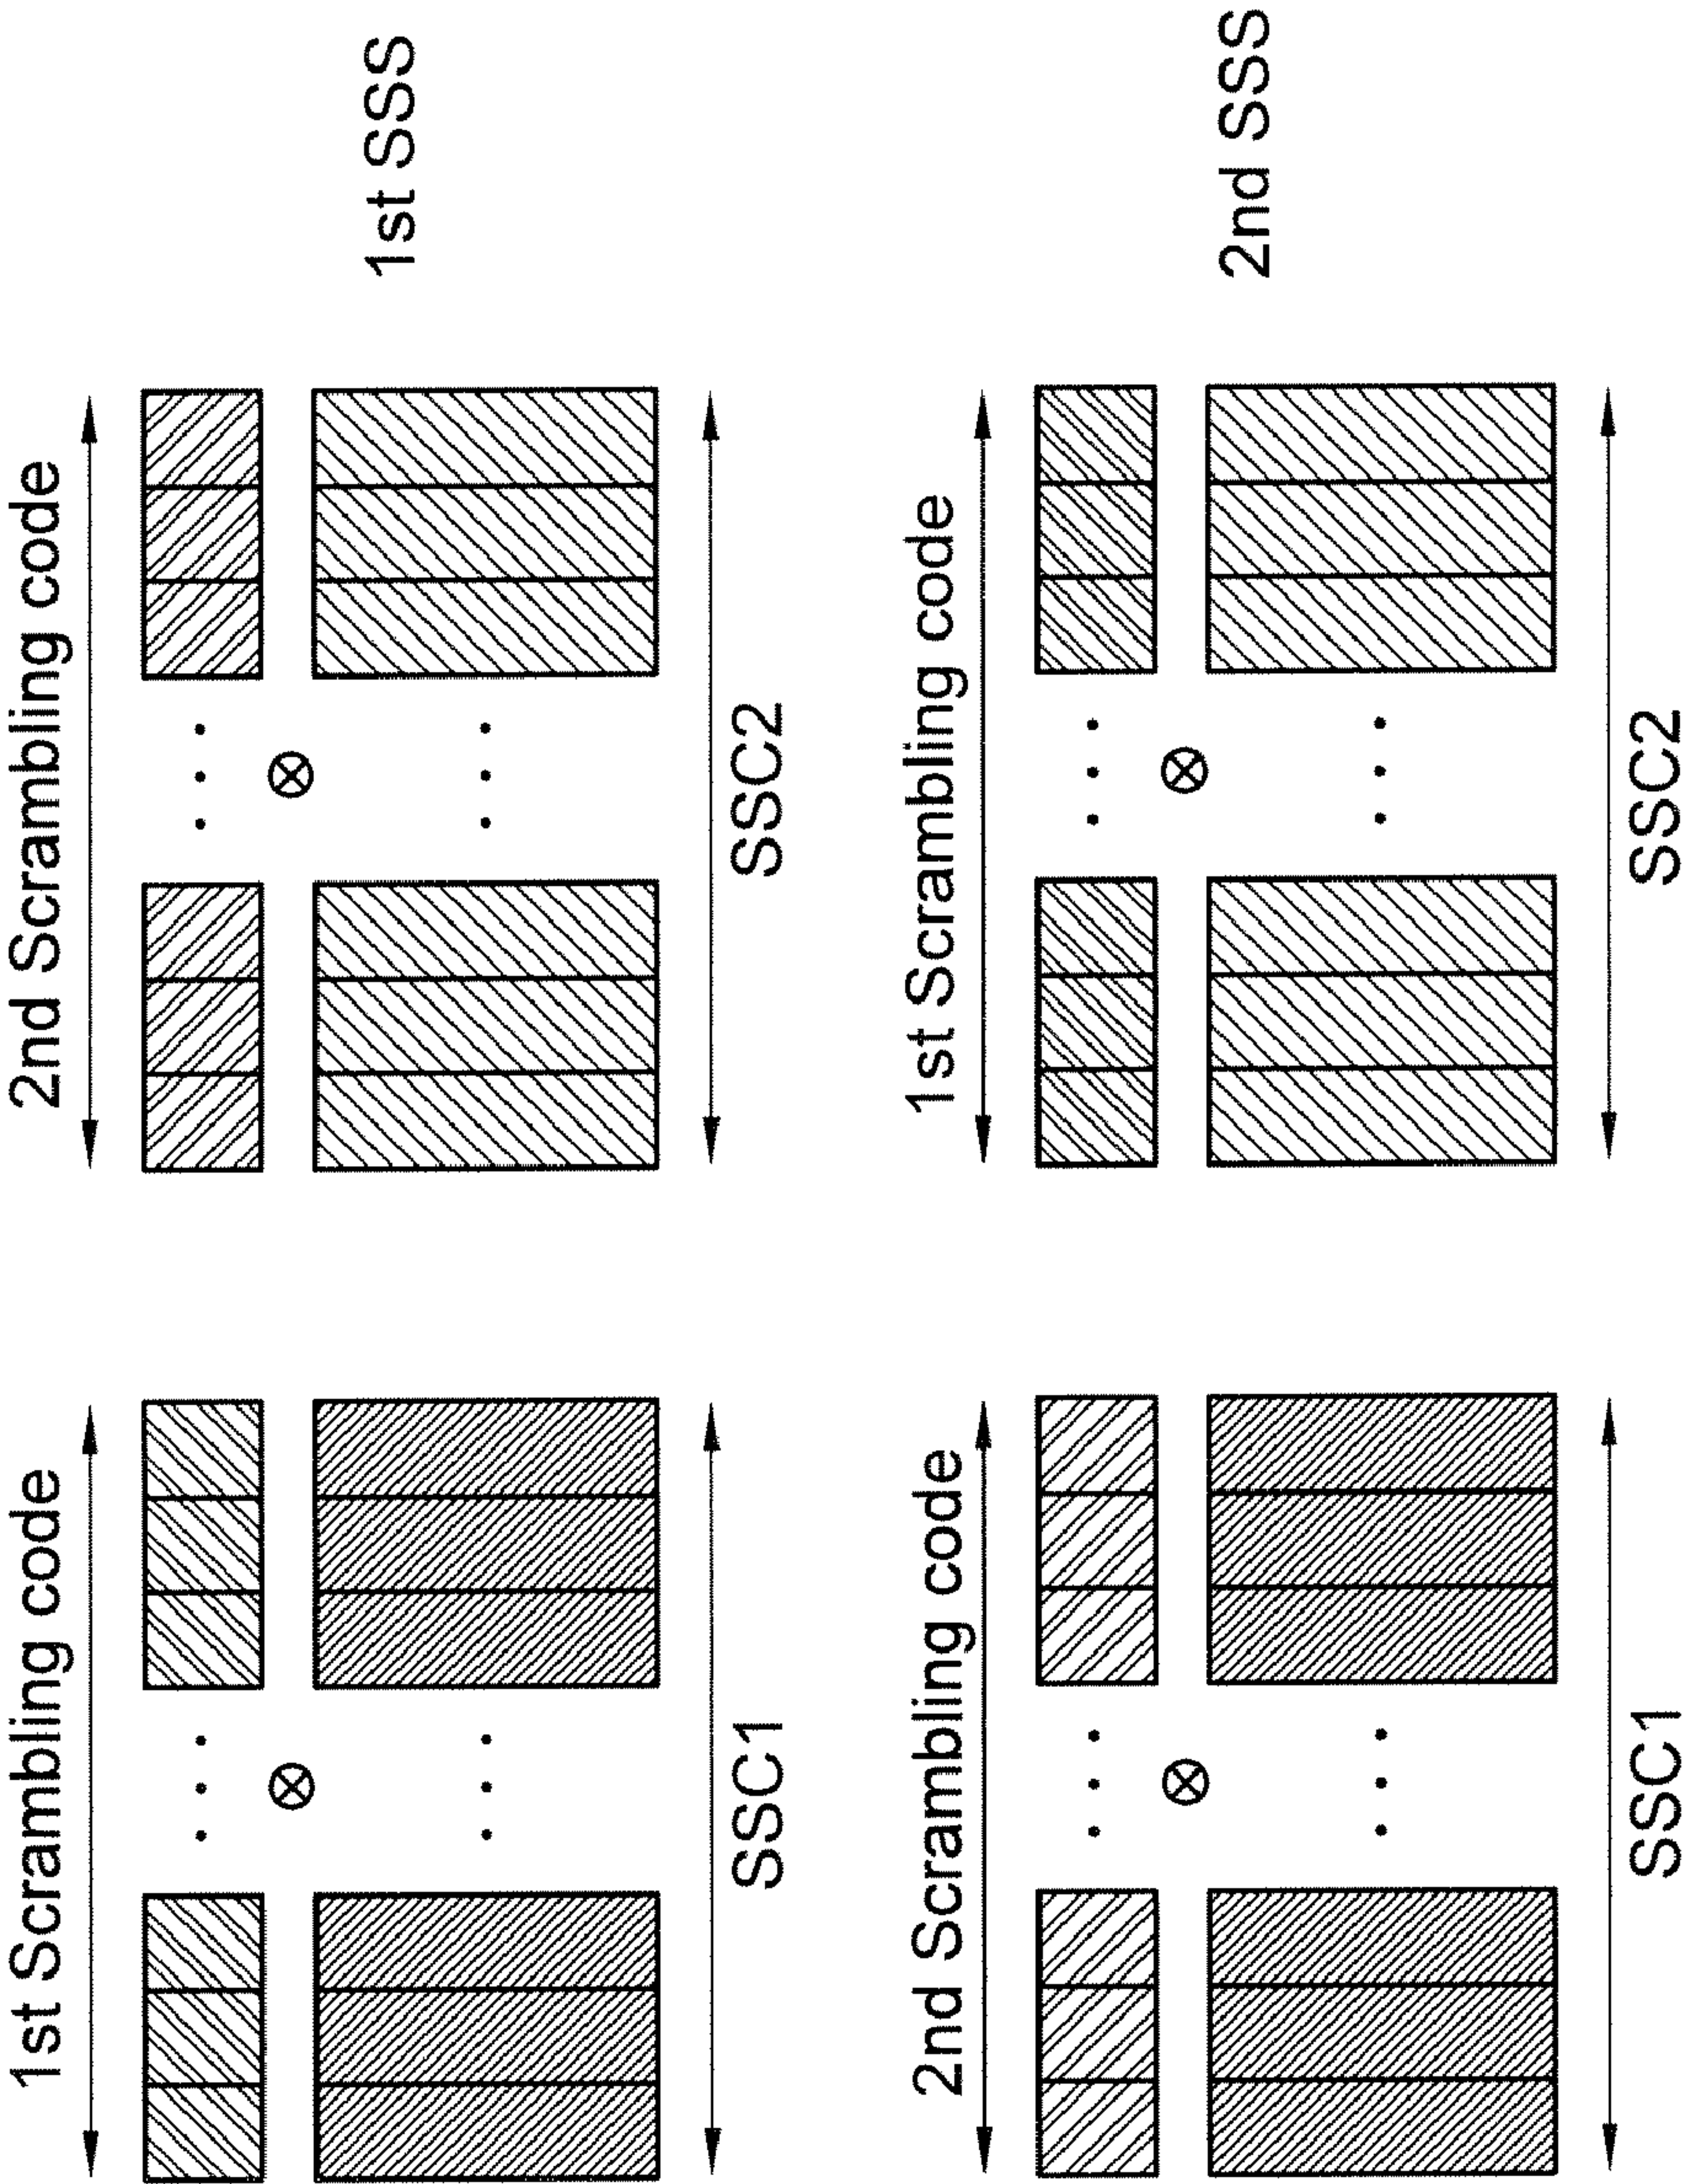 1st Scrambling code
2nd Scrambling code
SSC1
SSC2
1st SSS
2nd Scrambling code
1st Scrambling code
SSC1
SSC2
2nd SSS